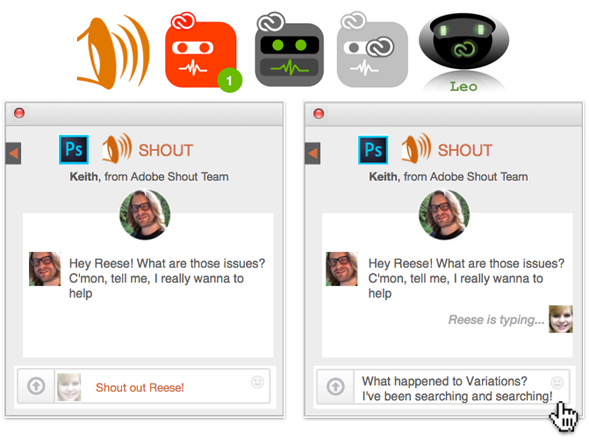 1
Leo
Ps
SHOUT
Keith, from Adobe Shout Team
Hey Reese! What are those issues?
C'mon, tell me, I really wanna to
help
Shout out Reese!
Ps
SHOUT
Keith, from Adobe Shout Team
Hey Reese! What are those issues?
C'mon, tell me, I really wanna to
help
Reese is typing...
What happened to Variations?
I've been searching and searching!